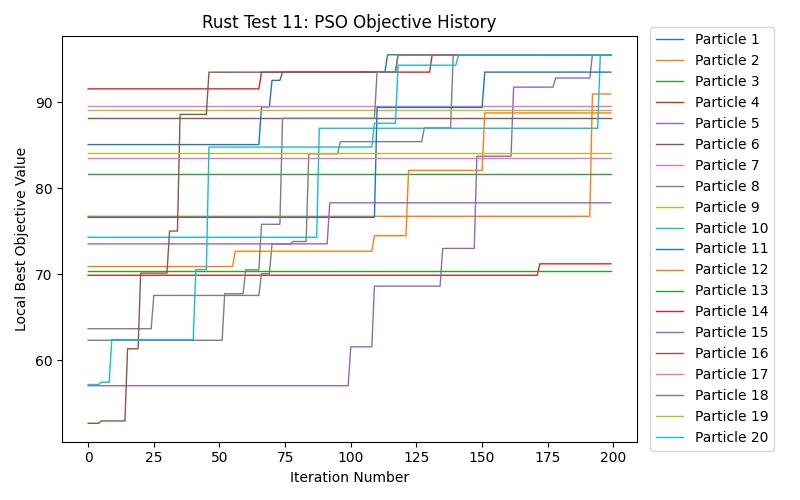 Rust Test 11: PSO Objective History
Local Best Objective Value
90
80
70
60
0 25 50 75 100 125 150 175 200
Iteration Number
Particle 1
Particle 2
Particle 3
Particle 4
Particle 5
Particle 6
Particle 7
Particle 8
Particle 9
Particle 10
Particle 11
Particle 12
Particle 13
Particle 14
Particle 15
Particle 16
Particle 17
Particle 18
Particle 19
Particle 20